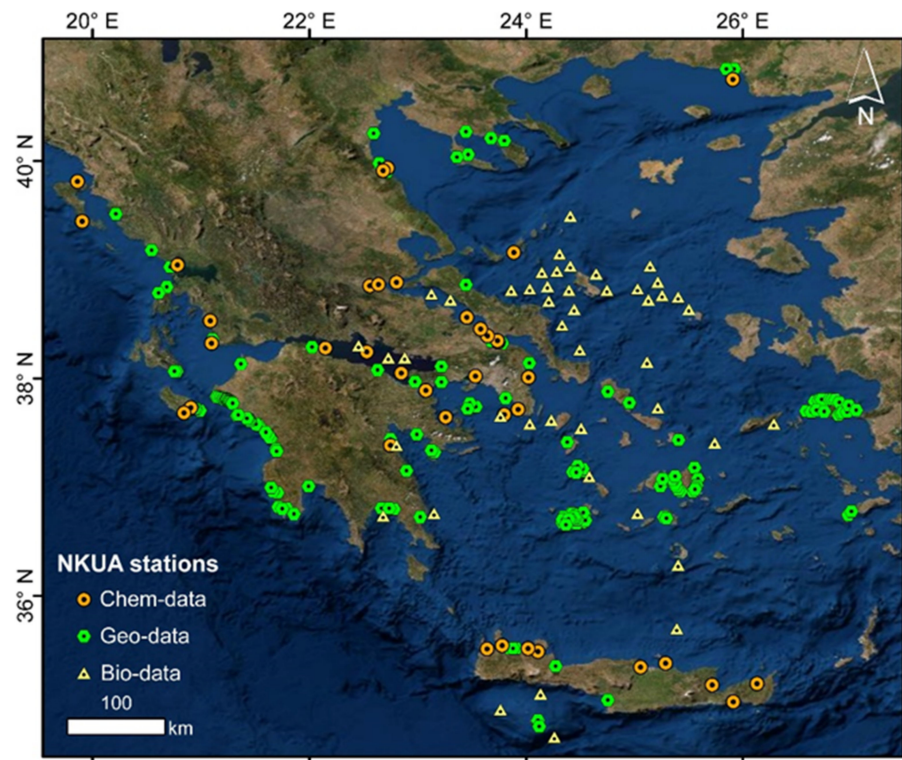 20° E 22° E 24° E 26° E
N
40° N
38° N
36° N
NKUA stations
Chem-data
Geo-data
Bio-data
100
km